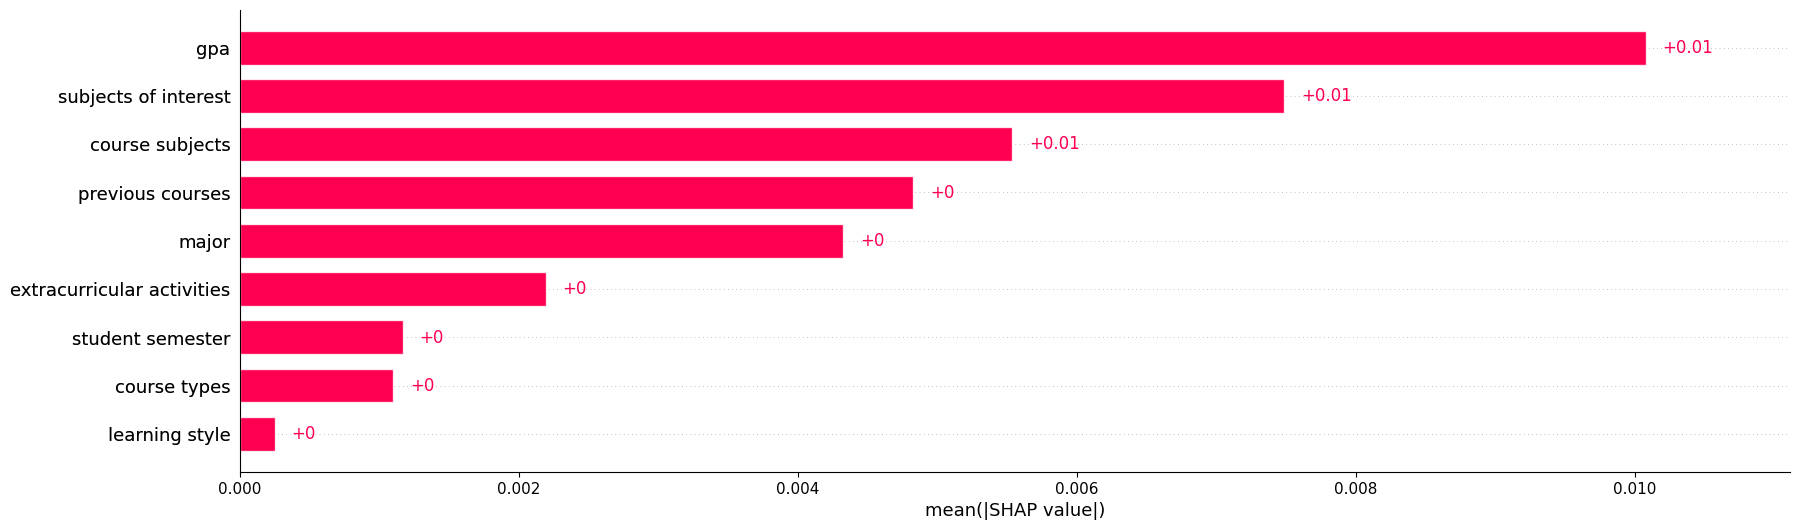 gpa +0.01
subjects of interest +0.01
course subjects +0.01
previous courses +0
major +0
extracurricular activities +0
student semester +0
course types +0
learning style +0
0.000 0.002 0.004 0.006 0.008 0.010
mean(|SHAP value|)